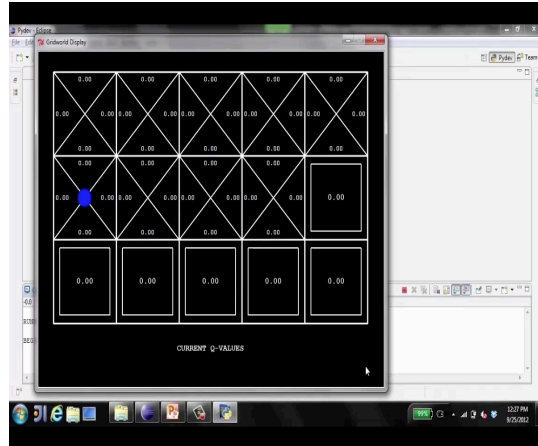 Pydev - Eclipse
Gridworld Display
Pydev Team
0.00 0.00 0.00 0.00 0.00
0.00 0.00 0.00 0.00 0.00 0.00 0.00 0.00 0.00 0.00
0.00 0.00 0.00 0.00 0.00
0.00 0.00 0.00 0.00
0.00 0.00 0.00 0.00 0.00 0.00 0.00 0.00 0.00
0.00 0.00 0.00 0.00
0.00 0.00 0.00 0.00 0.00
CURRENT Q-VALUES
99%
12:27 PM
9/25/2012